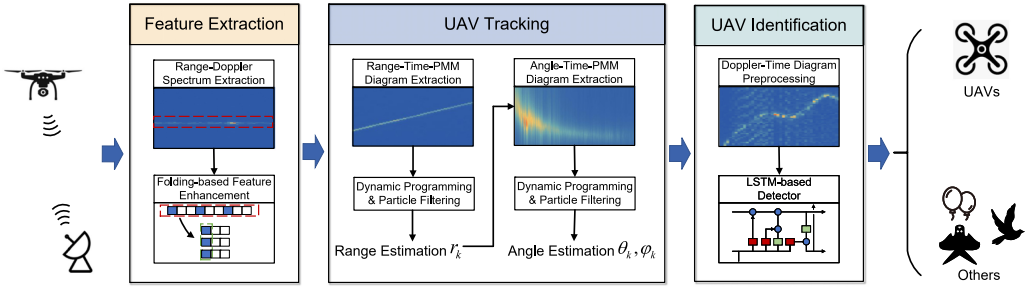 Feature Extraction
Range-Doppler
Spectrum Extraction
Folding-based Feature
Enhancement
UAV Tracking
Range-Time-PMM
Diagram Extraction
Dynamic Programming
& Particle Filtering
Range Estimation r_k
Angle-Time-PMM
Diagram Extraction
Dynamic Programming
& Particle Filtering
Angle Estimation θ_k, φ_k
UAV Identification
Doppler-Time Diagram
Preprocessing
LSTM-based
Detector
UAVs
Others